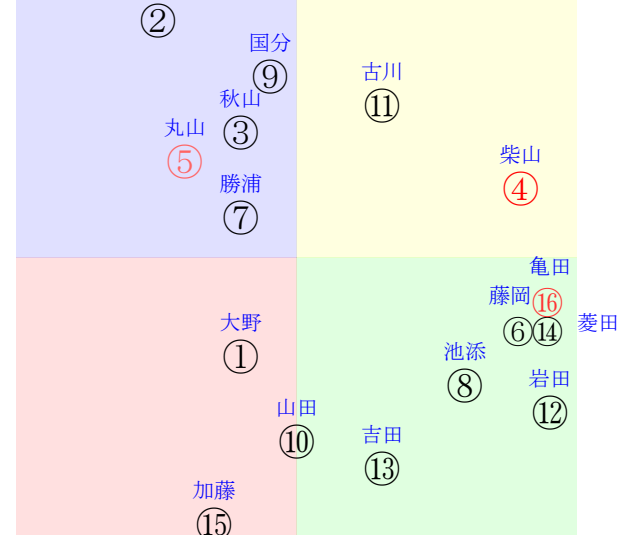 ②
国分
⑨
古川
⑪
秋山
③
丸山
⑤
柴山
④
勝浦
⑦
亀田
⑯
藤岡
⑥
⑭
菱田
大野
①
池添
⑧
岩田
⑫
山田
⑩
吉田
⑬
加藤
⑮